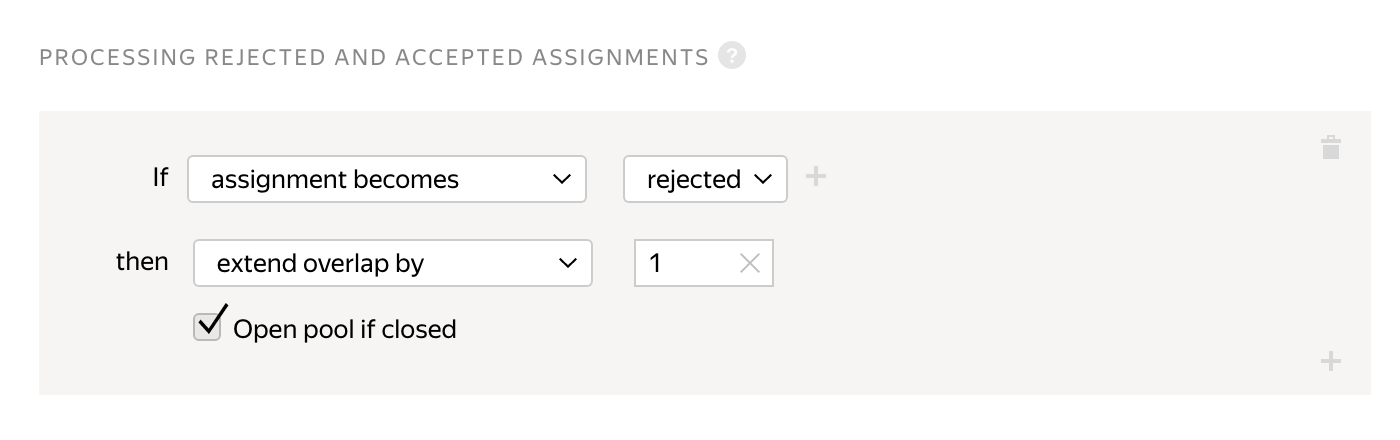 PROCESSING REJECTED AND ACCEPTED ASSIGNMENTS ?
If assignment becomes rejected
then extend overlap by 1
Open pool if closed